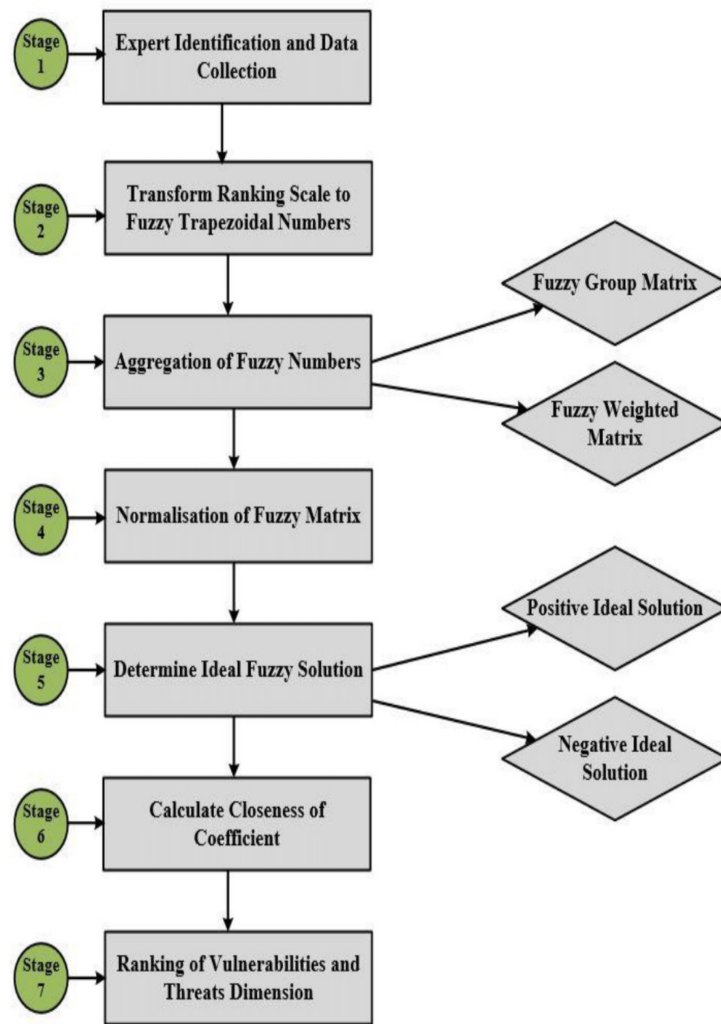 Stage
1
Expert Identification and Data
Collection
Stage
2
Transform Ranking Scale to
Fuzzy Trapezoidal Numbers
Stage
3
Aggregation of Fuzzy Numbers
Fuzzy Group Matrix
Fuzzy Weighted
Matrix
Stage
4
Normalisation of Fuzzy Matrix
Stage
5
Determine Ideal Fuzzy Solution
Positive Ideal Solution
Negative Ideal
Solution
Stage
6
Calculate Closeness of
Coefficient
Stage
7
Ranking of Vulnerabilities and
Threats Dimension